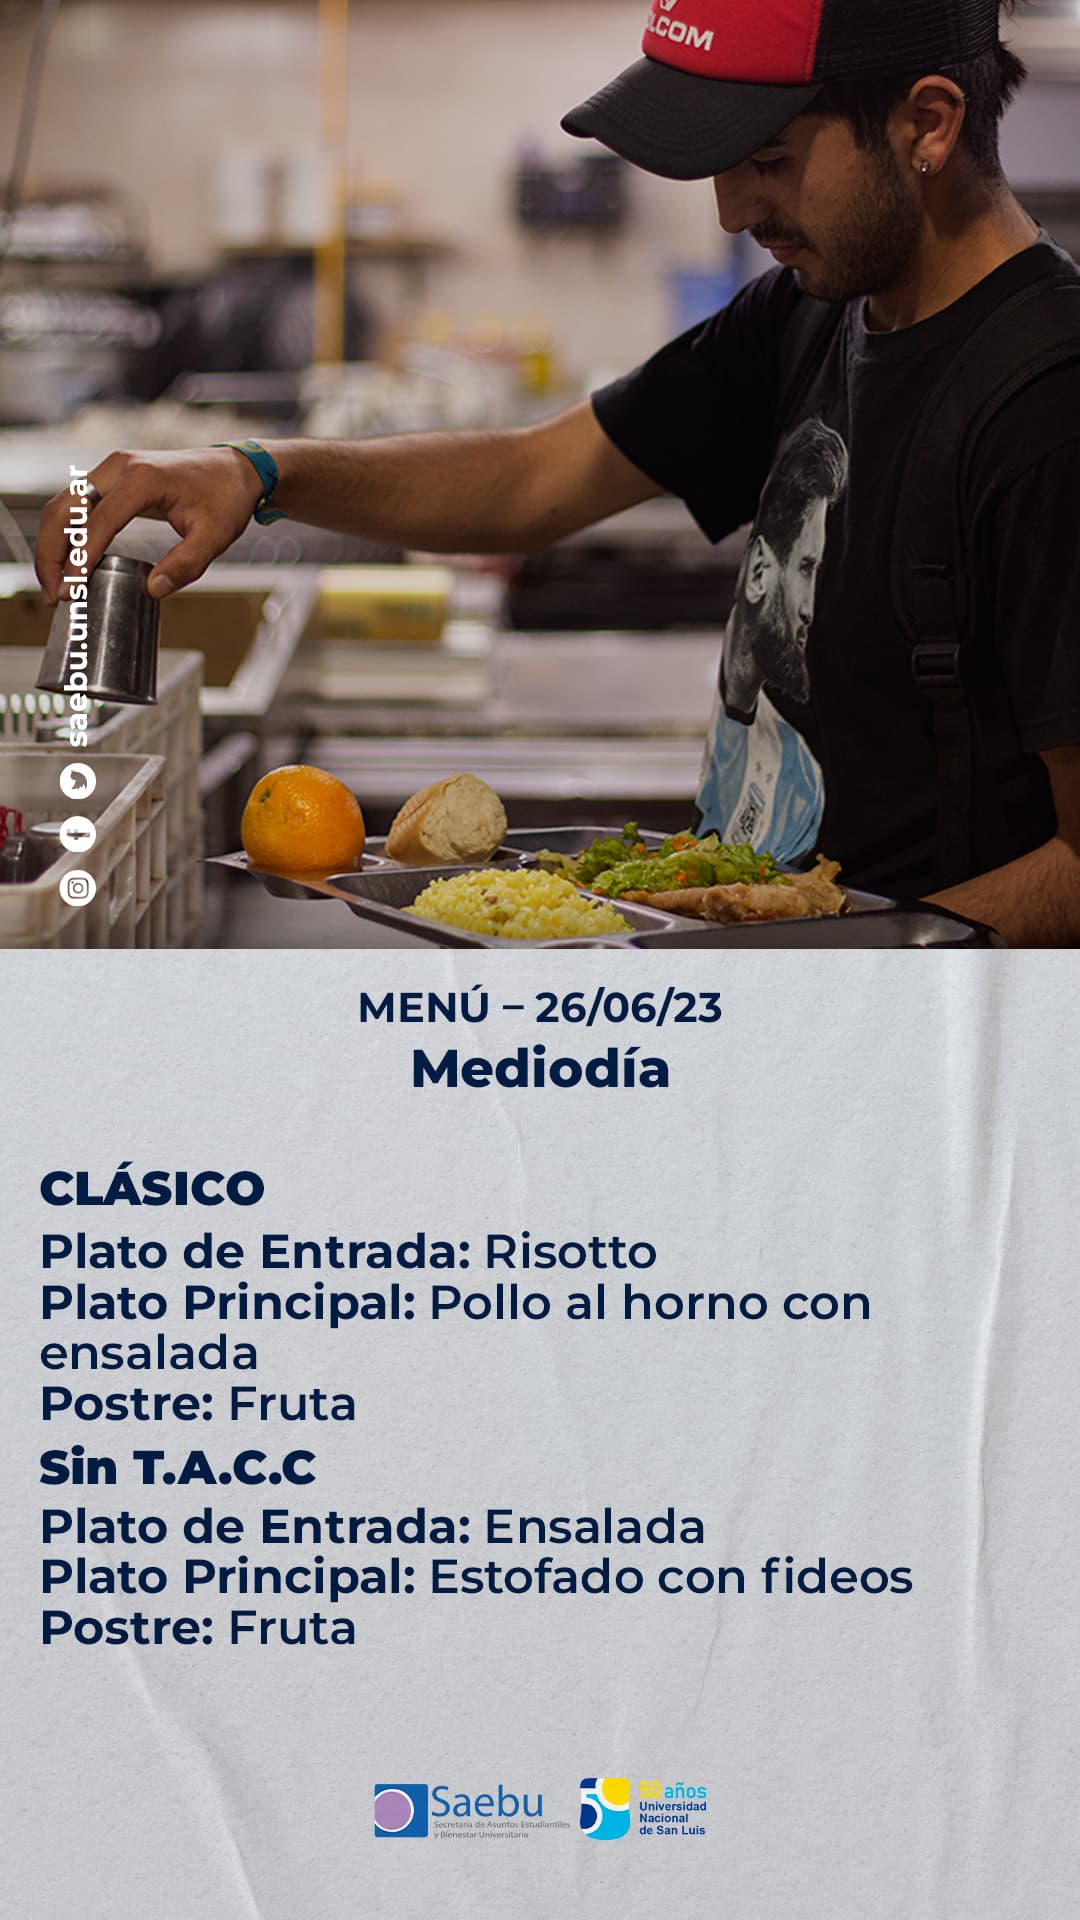 LCOM
saebu.unsl.edu.ar
MENÚ – 26/06/23
Mediodía
CLÁSICO
Plato de Entrada: Risotto
Plato Principal: Pollo al horno con
ensalada
Postre: Fruta
Sin T.A.C.C
Plato de Entrada: Ensalada
Plato Principal: Estofado con fideos
Postre: Fruta
Saebu
Secretaría de Asuntos Estudiantiles
y Bienestar Universitario
50 años
Universidad
Nacional
de San Luis